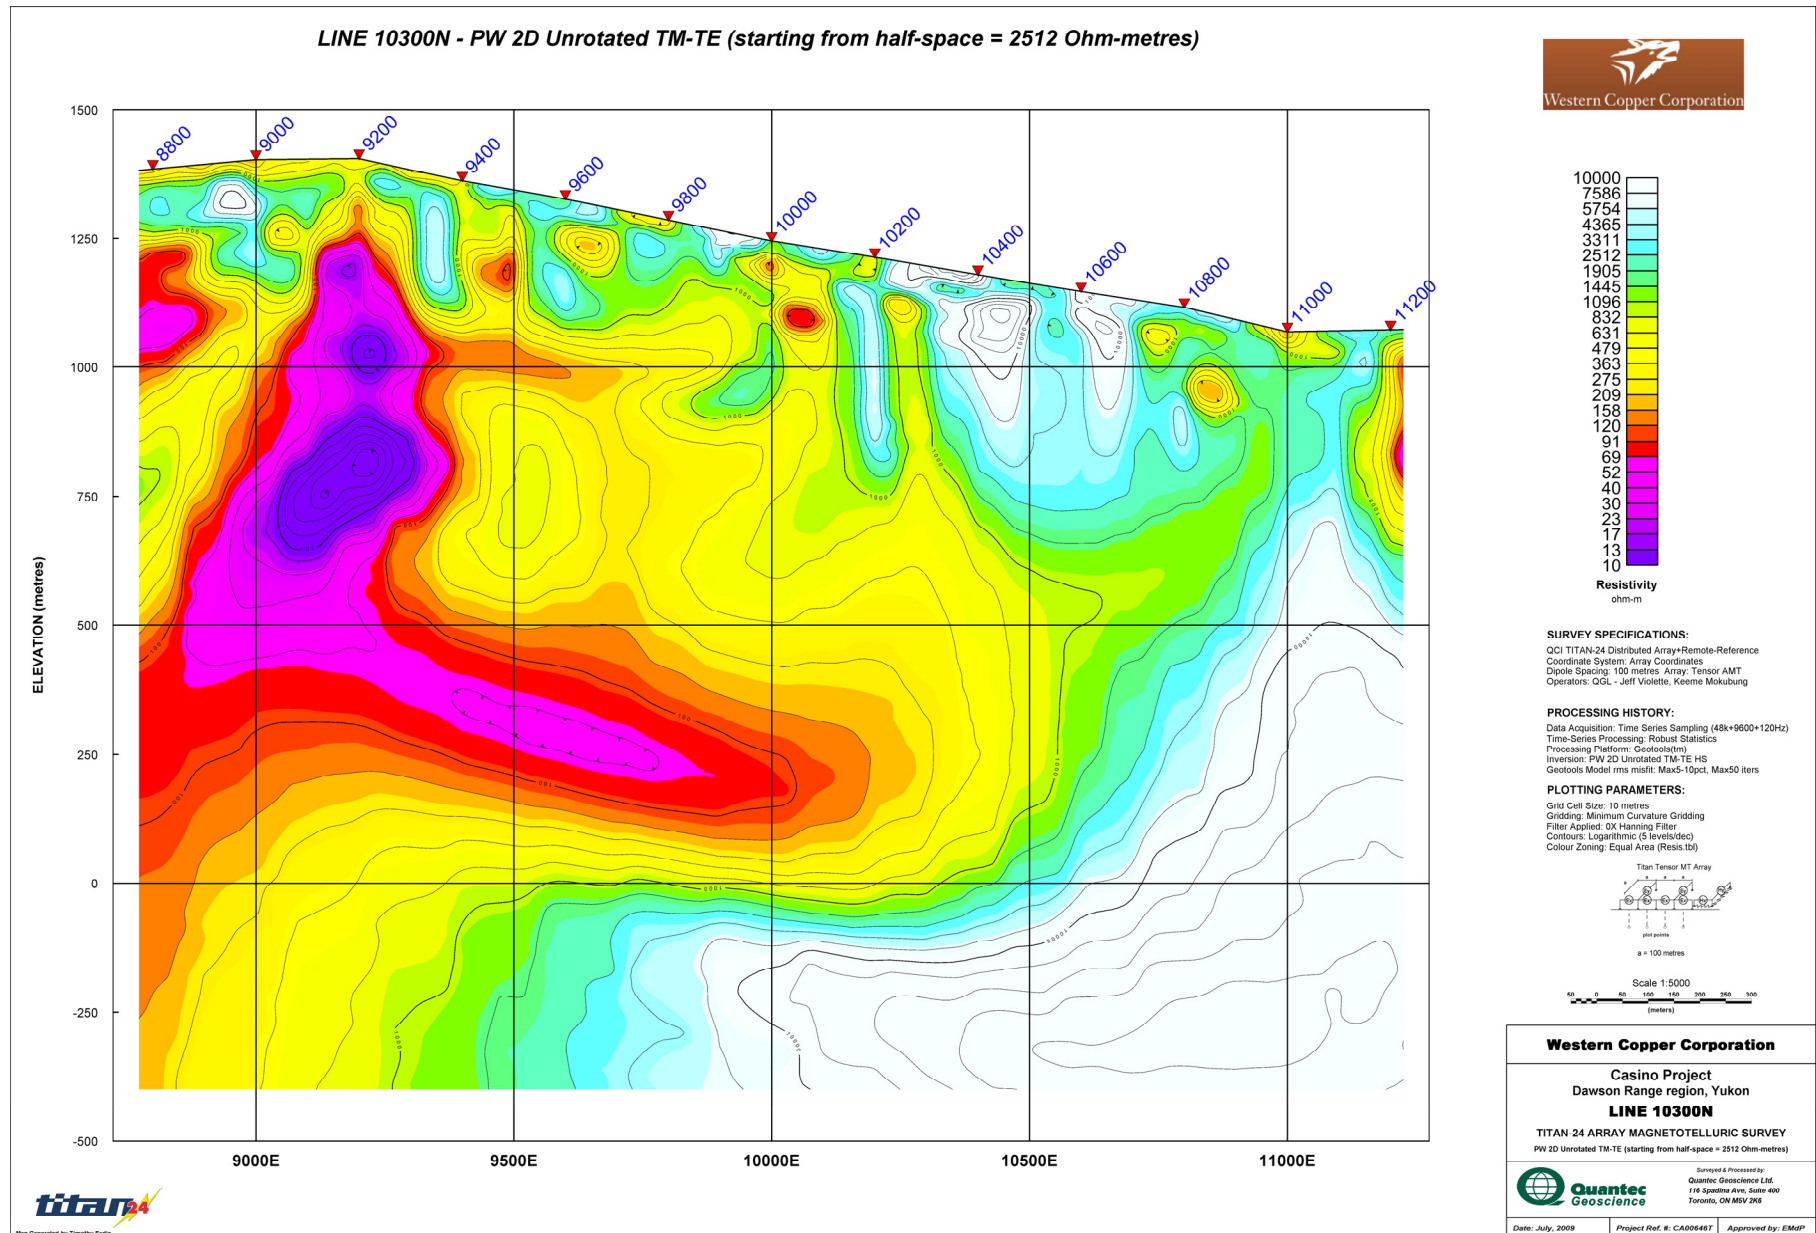 LINE 10300N - PW 2D Unrotated TM-TE (starting from half-space = 2512 Ohm-metres)
Western Copper Corporation
8800
9000
9200
9400
9600
9800
10000
10200
10400
10600
10800
11000
11200
1500
1250
1000
750
500
250
0
-250
-500
ELEVATION (metres)
9000E
9500E
10000E
10500E
11000E
10000
7586
5754
4365
3311
2512
1905
1445
1096
832
631
479
363
275
209
158
120
91
69
52
40
30
23
17
13
10
Resistivity
ohm-m
SURVEY SPECIFICATIONS:
QCI TITAN-24 Distributed Array+Remote-Reference
Coordinate System: Array Coordinates
Dipole Spacing: 100 metres Array: Tensor AMT
Operators: QGL - Jeff Violette, Keeme Mokubung
PROCESSING HISTORY:
Data Acquisition: Time Series Sampling (48k+9600+120Hz)
Time-Series Processing: Robust Statistics
Processing Platform: Geotools(tm)
Inversion: PW 2D Unrotated TM-TE HS
Geotools Model rms misfit: Max5-10pct, Max50 iters
PLOTTING PARAMETERS:
Grid Cell Size: 10 metres
Gridding: Minimum Curvature Gridding
Filter Applied: 0X Hanning Filter
Contours: Logarithmic (5 levels/dec)
Colour Zoning: Equal Area (Resis.tbl)
Titan Tensor MT Array
plot points
a = 100 metres
Scale 1:5000
50 0 50 100 150 200 250 300
(meters)
Western Copper Corporation
Casino Project
Dawson Range region, Yukon
LINE 10300N
TITAN-24 ARRAY MAGNETOTELLURIC SURVEY
PW 2D Unrotated TM-TE (starting from half-space = 2512 Ohm-metres)
Quantec
Geoscience
Surveyed & Processed by:
Quantec Geoscience Ltd.
116 Spadina Ave, Suite 400
Toronto, ON M5V 2K6
Date: July, 2009
Project Ref. #: CA00646T
Approved by: EMdP
titan24